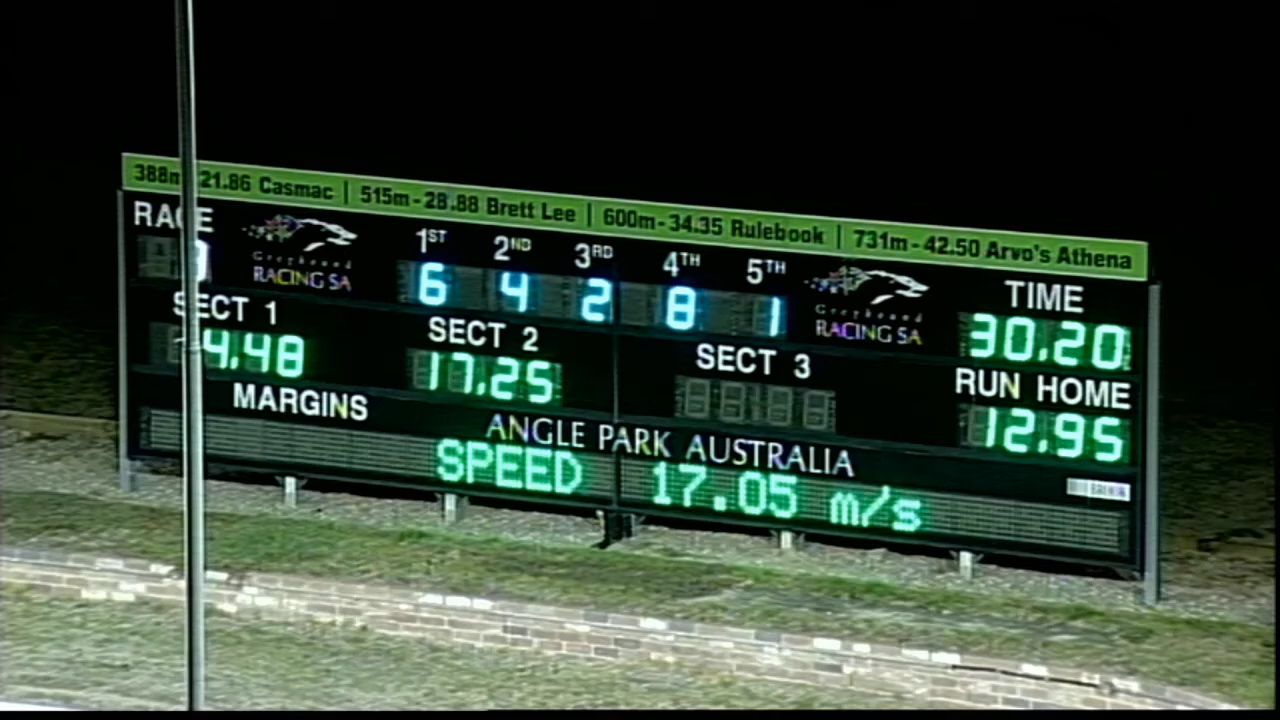 388m-21.86 Casmac | 515m-28.88 Brett Lee | 600m-34.35 Rulebook | 731m-42.50 Arvo's Athena
RACE
Greyhound
RACING SA
1ST 2ND 3RD 4TH 5TH
6 4 2 8 1
Greyhound
RACING SA
TIME
30.20
SECT 1
4.48
SECT 2
17.25
SECT 3
RUN HOME
12.95
MARGINS
ANGLE PARK AUSTRALIA
SPEED 17.05 m/s